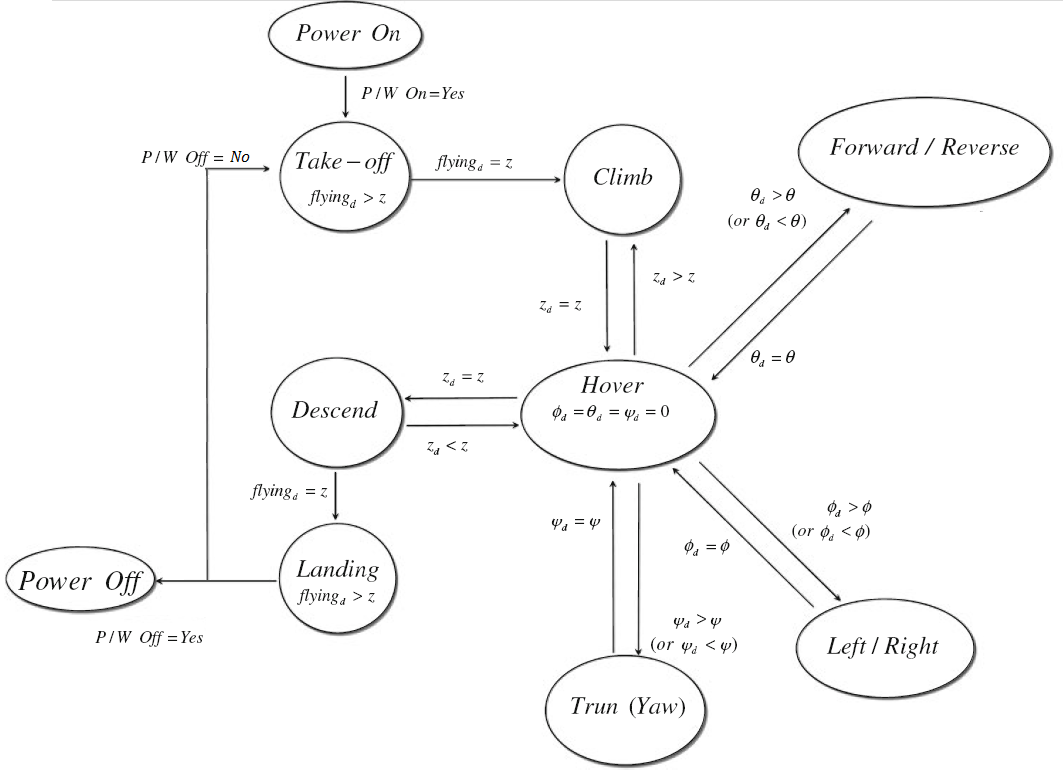 Power On
P/W On=Yes
P/W Off= No
Take-off
flying_d > z
flying_d = z
Climb
Forward / Reverse
θ_d > θ
(or θ_d < θ)
z_d > z
z_d = z
θ_d = θ
Hover
ϕ_d = θ_d = ψ_d = 0
z_d = z
Descend
z_d < z
flying_d = z
ψ_d = ψ
ϕ_d > ϕ
(or ϕ_d < ϕ)
ϕ_d = ϕ
Landing
flying_d > z
Power Off
P/W Off=Yes
ψ_d > ψ
(or ψ_d < ψ)
Left / Right
Trun (Yaw)